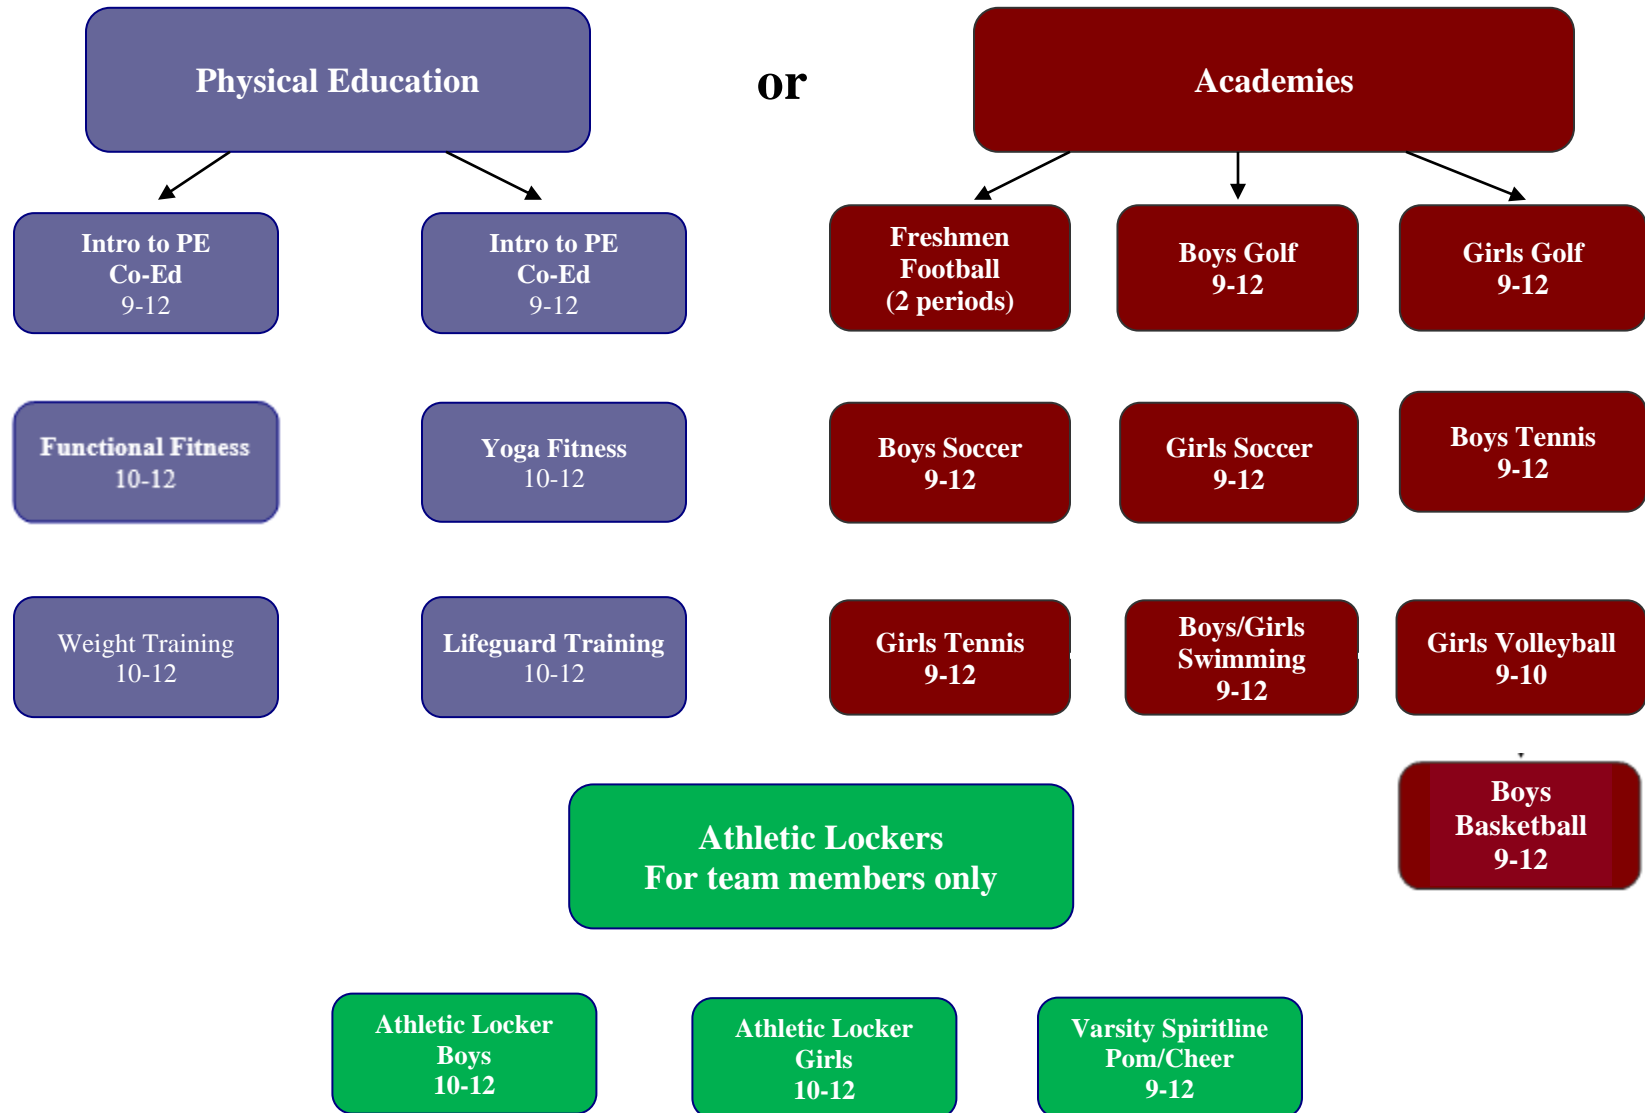 Physical Education
or
Academies
Intro to PE
Co-Ed
9-12
Intro to PE
Co-Ed
9-12
Freshmen
Football
(2 periods)
Boys Golf
9-12
Girls Golf
9-12
Functional Fitness
10-12
Yoga Fitness
10-12
Boys Soccer
9-12
Girls Soccer
9-12
Boys Tennis
9-12
Weight Training
10-12
Lifeguard Training
10-12
Girls Tennis
9-12
Boys/Girls
Swimming
9-12
Girls Volleyball
9-10
Boys
Basketball
9-12
Athletic Lockers
For team members only
Athletic Locker
Boys
10-12
Athletic Locker
Girls
10-12
Varsity Spiritline
Pom/Cheer
9-12